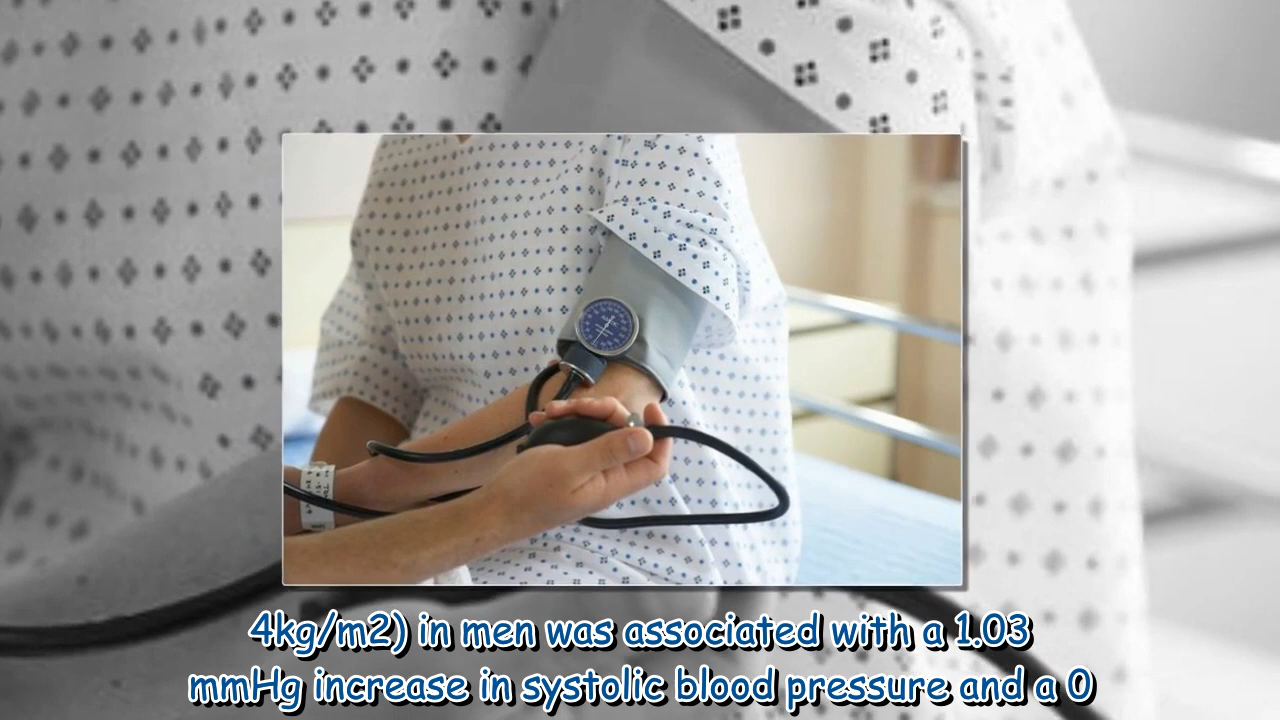 4kg/m2) in men was associated with a 1.03
mmHg increase in systolic blood pressure and a 0